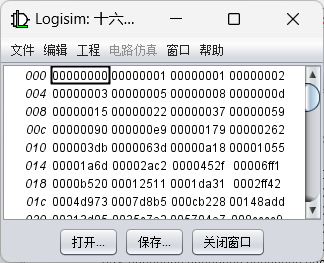 Logisim: 十六...
文件 编辑 工程 电路仿真 窗口 帮助
000 00000000 00000001 00000001 00000002
004 00000003 00000005 00000008 0000000d
008 00000015 00000022 00000037 00000059
00c 00000090 000000e9 00000179 00000262
010 000003db 0000063d 00000a18 00001055
014 00001a6d 00002ac2 0000452f 00006ff1
018 0000b520 00012511 0001da31 0002ff42
01c 0004d973 0007d8b5 000cb228 00148add
打开... 保存... 关闭窗口